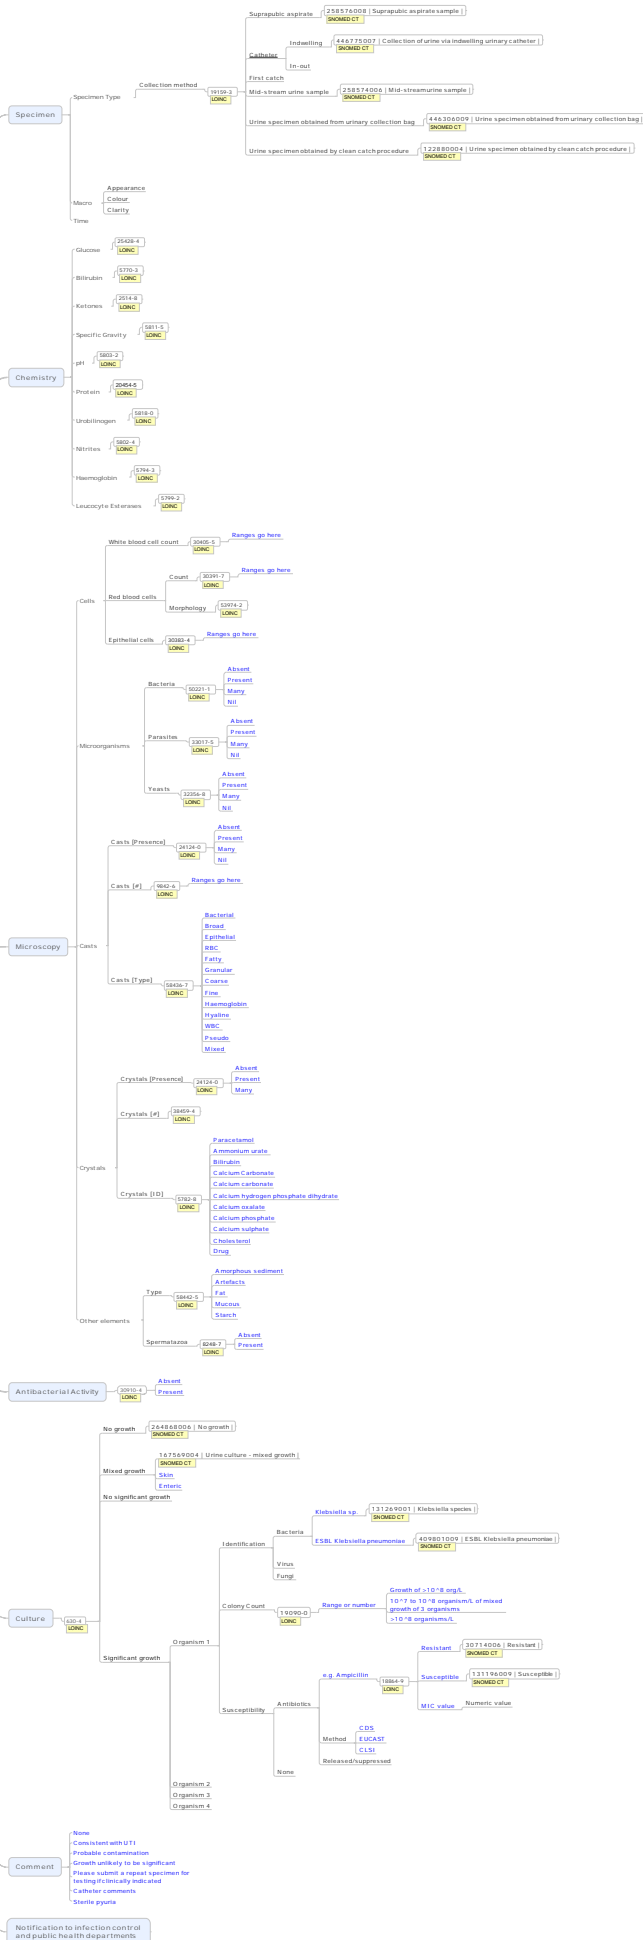 Specimen
Specimen Type
Collection method
19159-3
LOINC
Suprapubic aspirate
258576008 | Suprapubic aspirate sample |
SNOMED CT
Catheter
Indwelling
446775007 | Collection of urine via indwelling urinary catheter |
SNOMED CT
In-out
First catch
Mid-stream urine sample
258574006 | Mid-streamurine sample |
SNOMED CT
Urine specimen obtained from urinary collection bag
446306009 | Urine specimen obtained from urinary collection bag |
SNOMED CT
Urine specimen obtained by clean catch procedure
122880004 | Urine specimen obtained by clean catch procedure |
SNOMED CT
Macro
Appearance
Colour
Clarity
Time
Chemistry
Glucose
25428-4
LOINC
Bilirubin
5770-3
LOINC
Ketones
2514-8
LOINC
Specific Gravity
5811-5
LOINC
pH
5803-2
LOINC
Protein
20454-5
LOINC
Urobilinogen
5818-0
LOINC
Nitrites
5802-4
LOINC
Haemoglobin
5794-3
LOINC
Leucocyte Esterases
5799-2
LOINC
Microscopy
Cells
White blood cell count
30405-5
LOINC
Ranges go here
Red blood cells
Count
30391-7
LOINC
Ranges go here
Morphology
53974-2
LOINC
Epithelial cells
30383-4
LOINC
Ranges go here
Microorganisms
Bacteria
50221-1
LOINC
Absent
Present
Many
Nil
Parasites
33017-5
LOINC
Absent
Present
Many
Nil
Yeasts
32356-8
LOINC
Absent
Present
Many
Nil
Casts
Casts [Presence]
24124-0
LOINC
Absent
Present
Many
Nil
Casts [#]
9842-6
LOINC
Ranges go here
Casts [Type]
58436-7
LOINC
Bacterial
Broad
Epithelial
RBC
Fatty
Granular
Coarse
Fine
Haemoglobin
Hyaline
WBC
Pseudo
Mixed
Crystals
Crystals [Presence]
24124-0
LOINC
Absent
Present
Many
Crystals [#]
38459-4
LOINC
Crystals [ID]
5782-8
LOINC
Paracetamol
Ammonium urate
Bilirubin
Calcium Carbonate
Calcium carbonate
Calcium hydrogen phosphate dihydrate
Calcium oxalate
Calcium phosphate
Calcium sulphate
Cholesterol
Drug
Other elements
Type
58442-5
LOINC
Amorphous sediment
Artefacts
Fat
Mucous
Starch
Spermatazoa
8248-7
LOINC
Absent
Present
Antibacterial Activity
30910-4
LOINC
Absent
Present
Culture
630-4
LOINC
No growth
264868006 | No growth |
SNOMED CT
Mixed growth
167569004 | Urine culture - mixed growth |
SNOMED CT
Skin
Enteric
No significant growth
Significant growth
Organism 1
Identification
Bacteria
Klebsiella sp.
131269001 | Klebsiella species |
SNOMED CT
ESBL Klebsiella pneumoniae
409801009 | ESBL Klebsiella pneumoniae |
SNOMED CT
Virus
Fungi
Colony Count
19090-0
LOINC
Range or number
Growth of >10^8 org/L
10^7 to 10^8 organism/L of mixed
growth of 3 organisms
>10^8 organisms/L
Susceptibility
Antibiotics
e.g. Ampicillin
18864-9
LOINC
Resistant
30714006 | Resistant |
SNOMED CT
Susceptible
131196009 | Susceptible |
SNOMED CT
MIC value
Numeric value
Method
CDS
EUCAST
CLSI
Released/suppressed
None
Organism 2
Organism 3
Organism 4
Comment
None
Consistent with UTI
Probable contamination
Growth unlikely to be significant
Please submit a repeat specimen for
testing if clinically indicated
Catheter comments
Sterile pyuria
Notification to infection control
and public health departments